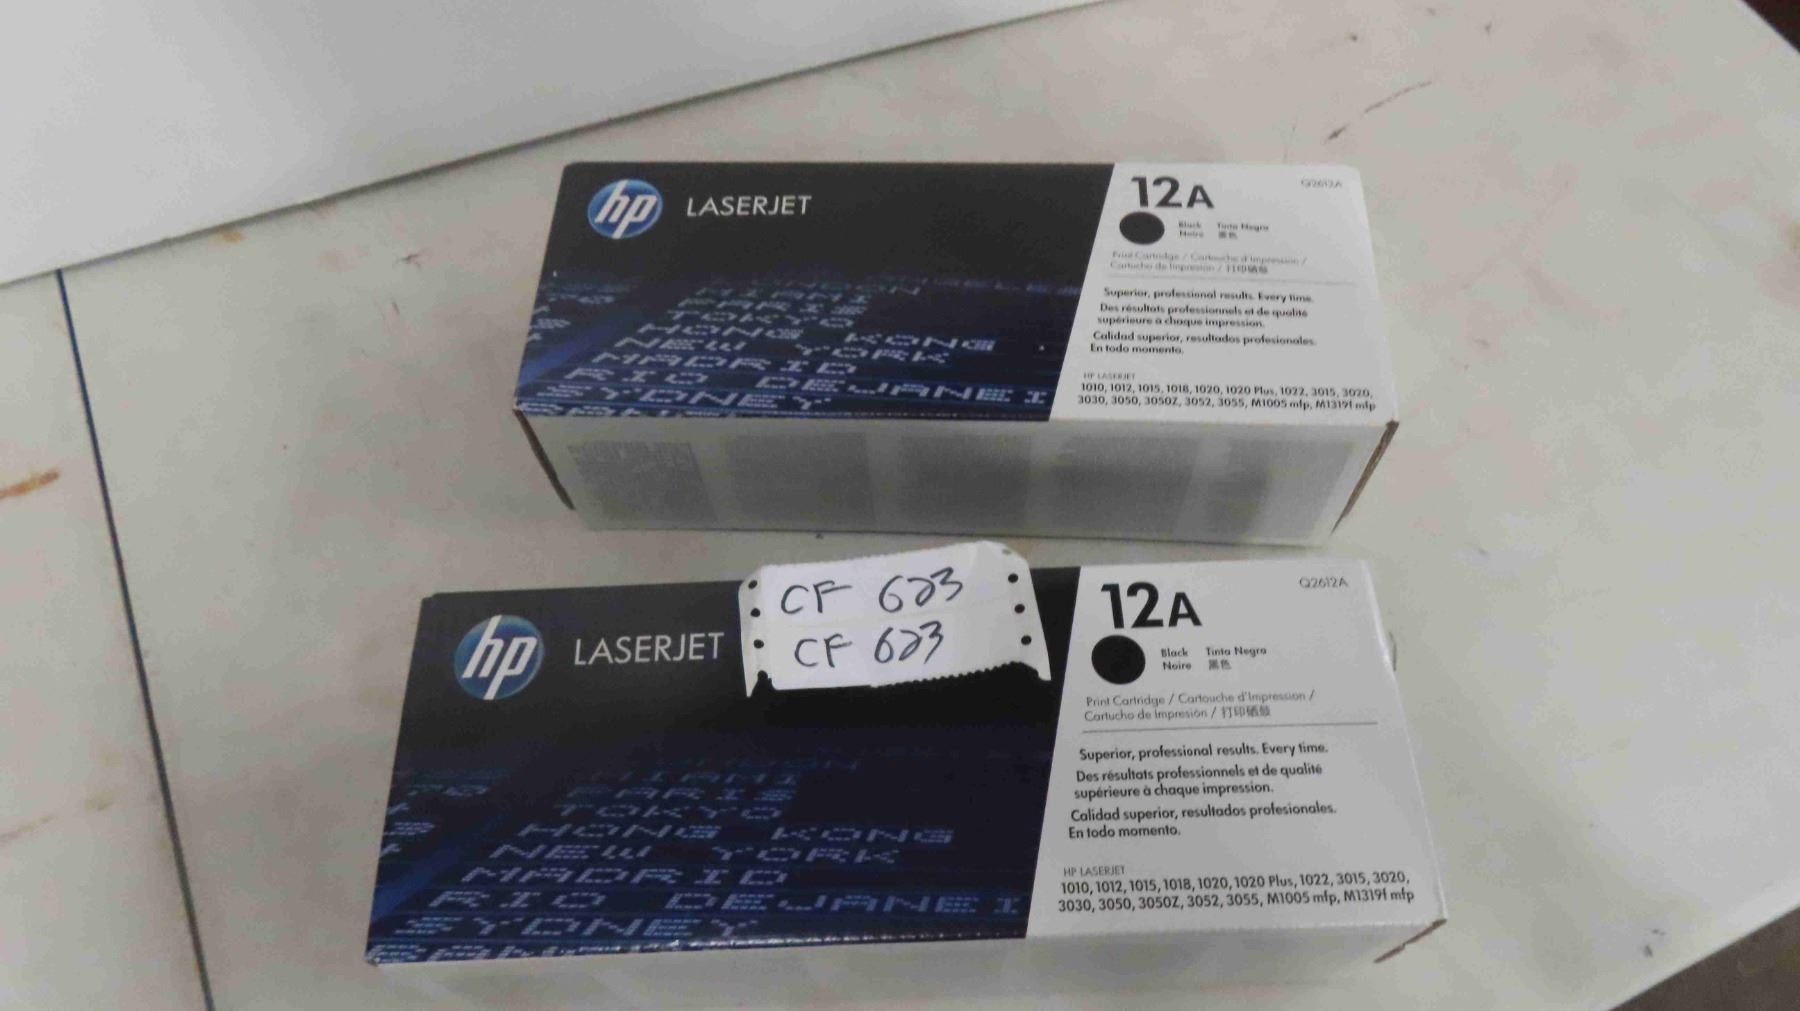 hp LASERJET
12A
Q2612A
Black Tinta Negra
Noire 黑色
Print Cartridge / Cartouche d'Impression /
Cartucho de Impresión / 打印硒鼓
Superior, professional results. Every time.
Des résultats professionnels et de qualité
supérieure à chaque impression.
Calidad superior, resultados profesionales.
En todo momento.
HP LASERJET
1010, 1012, 1015, 1018, 1020, 1020 Plus, 1022, 3015, 3020,
3030, 3050, 3050Z, 3052, 3055, M1005 mfp, M1319f mfp
MIAMI
PARIS
TOKYO
HONG KONG
NEW YORK
MADRID
RIO DEJANEI
SYDNEY
CF 623
CF 623
hp LASERJET
12A
Q2612A
Black Tinta Negra
Noire 黑色
Print Cartridge / Cartouche d'Impression /
Cartucho de Impresión / 打印硒鼓
Superior, professional results. Every time.
Des résultats professionnels et de qualité
supérieure à chaque impression.
Calidad superior, resultados profesionales.
En todo momento.
HP LASERJET
1010, 1012, 1015, 1018, 1020, 1020 Plus, 1022, 3015, 3020,
3030, 3050, 3050Z, 3052, 3055, M1005 mfp, M1319f mfp
MIAMI
PARIS
TOKYO
HONG KONG
NEW YORK
MADRID
RIO DEJANEI
SYDNEY